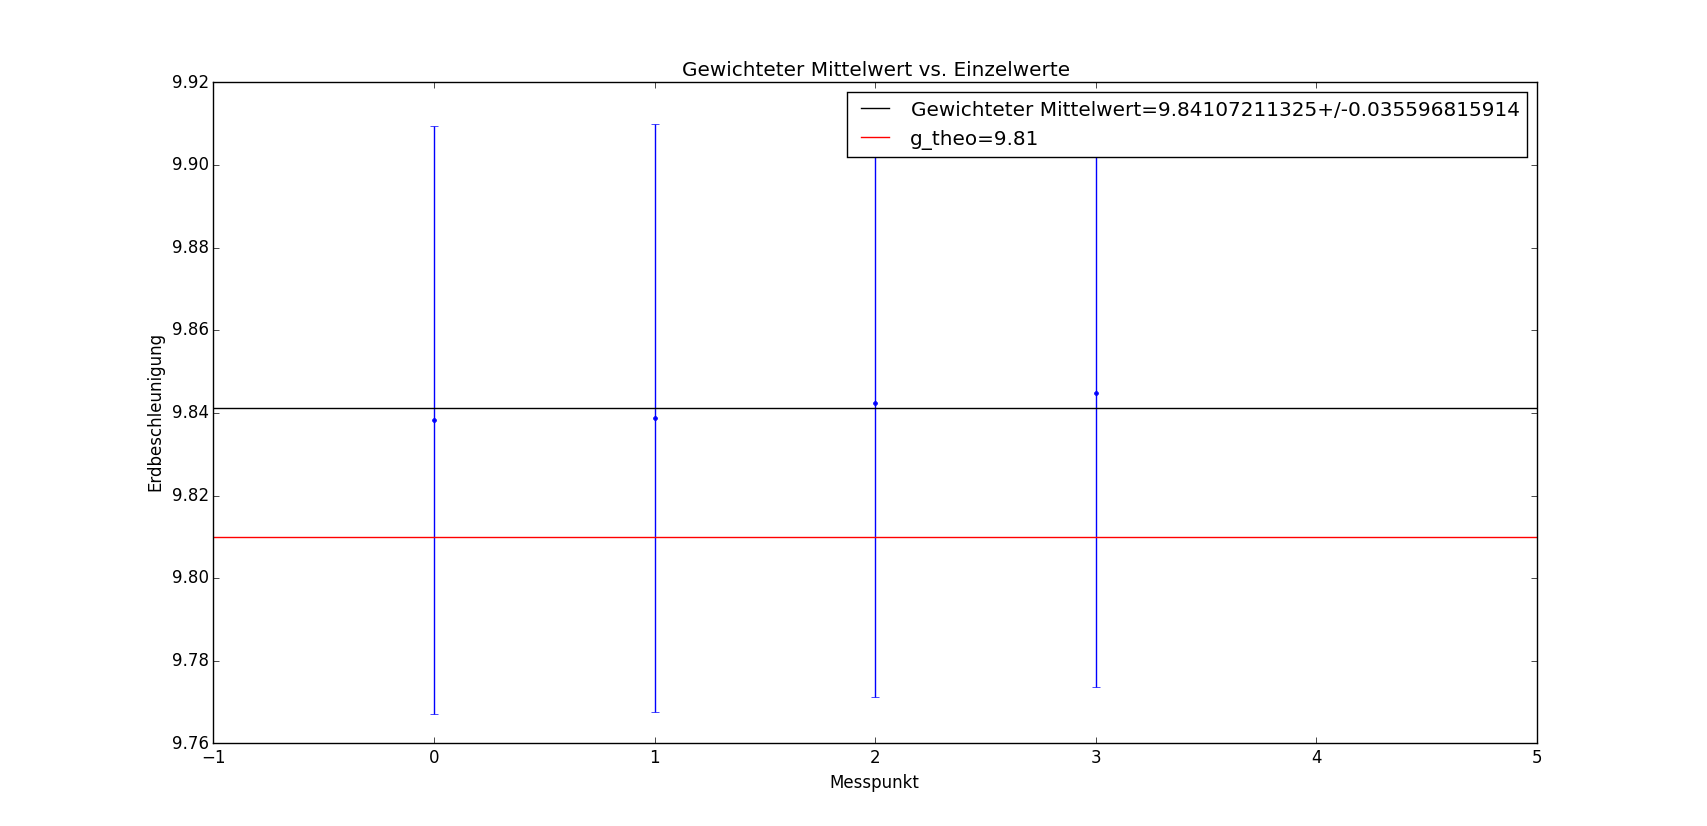 Gewichteter Mittelwert vs. Einzelwerte
Gewichteter Mittelwert=9.84107211325+/-0.035596815914
g_theo=9.81
9.92
9.90
9.88
9.86
9.84
9.82
9.80
9.78
9.76
Erdbeschleunigung
−1 0 1 2 3 4 5
Messpunkt